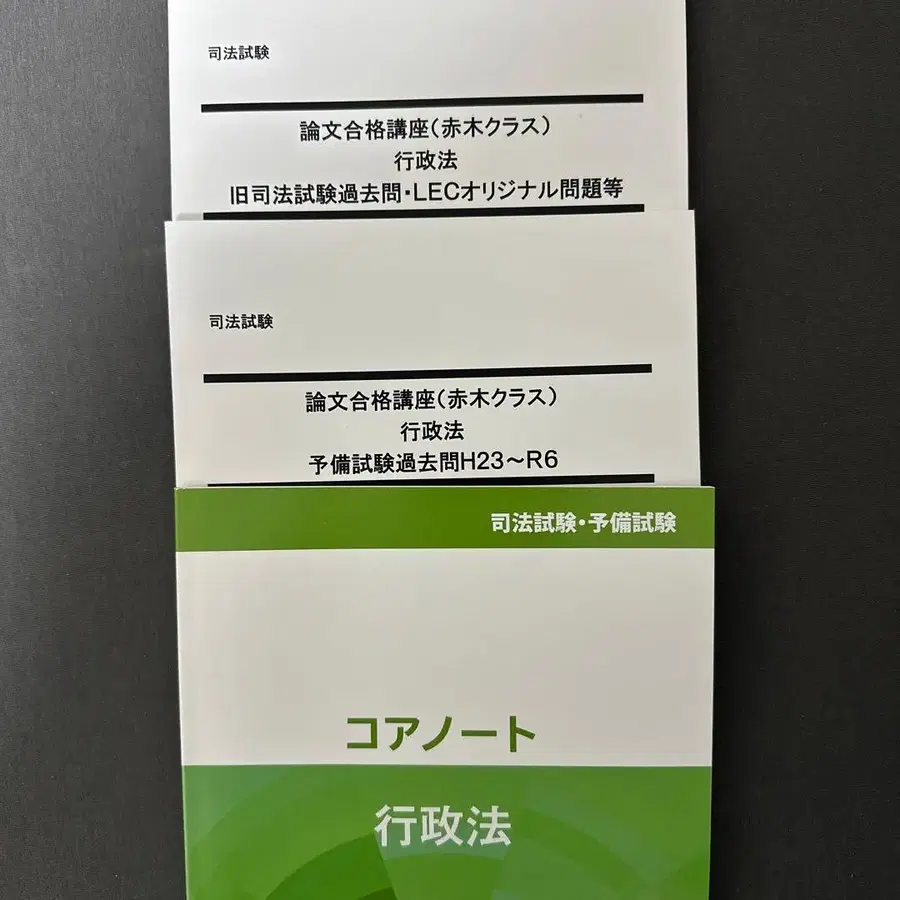 司法試験
論文合格講座(赤木クラス)
行政法
旧司法試験過去問・LECオリジナル問題等
司法試験
論文合格講座(赤木クラス)
行政法
予備試験過去問H23～R6
司法試験・予備試験
コアノート
行政法